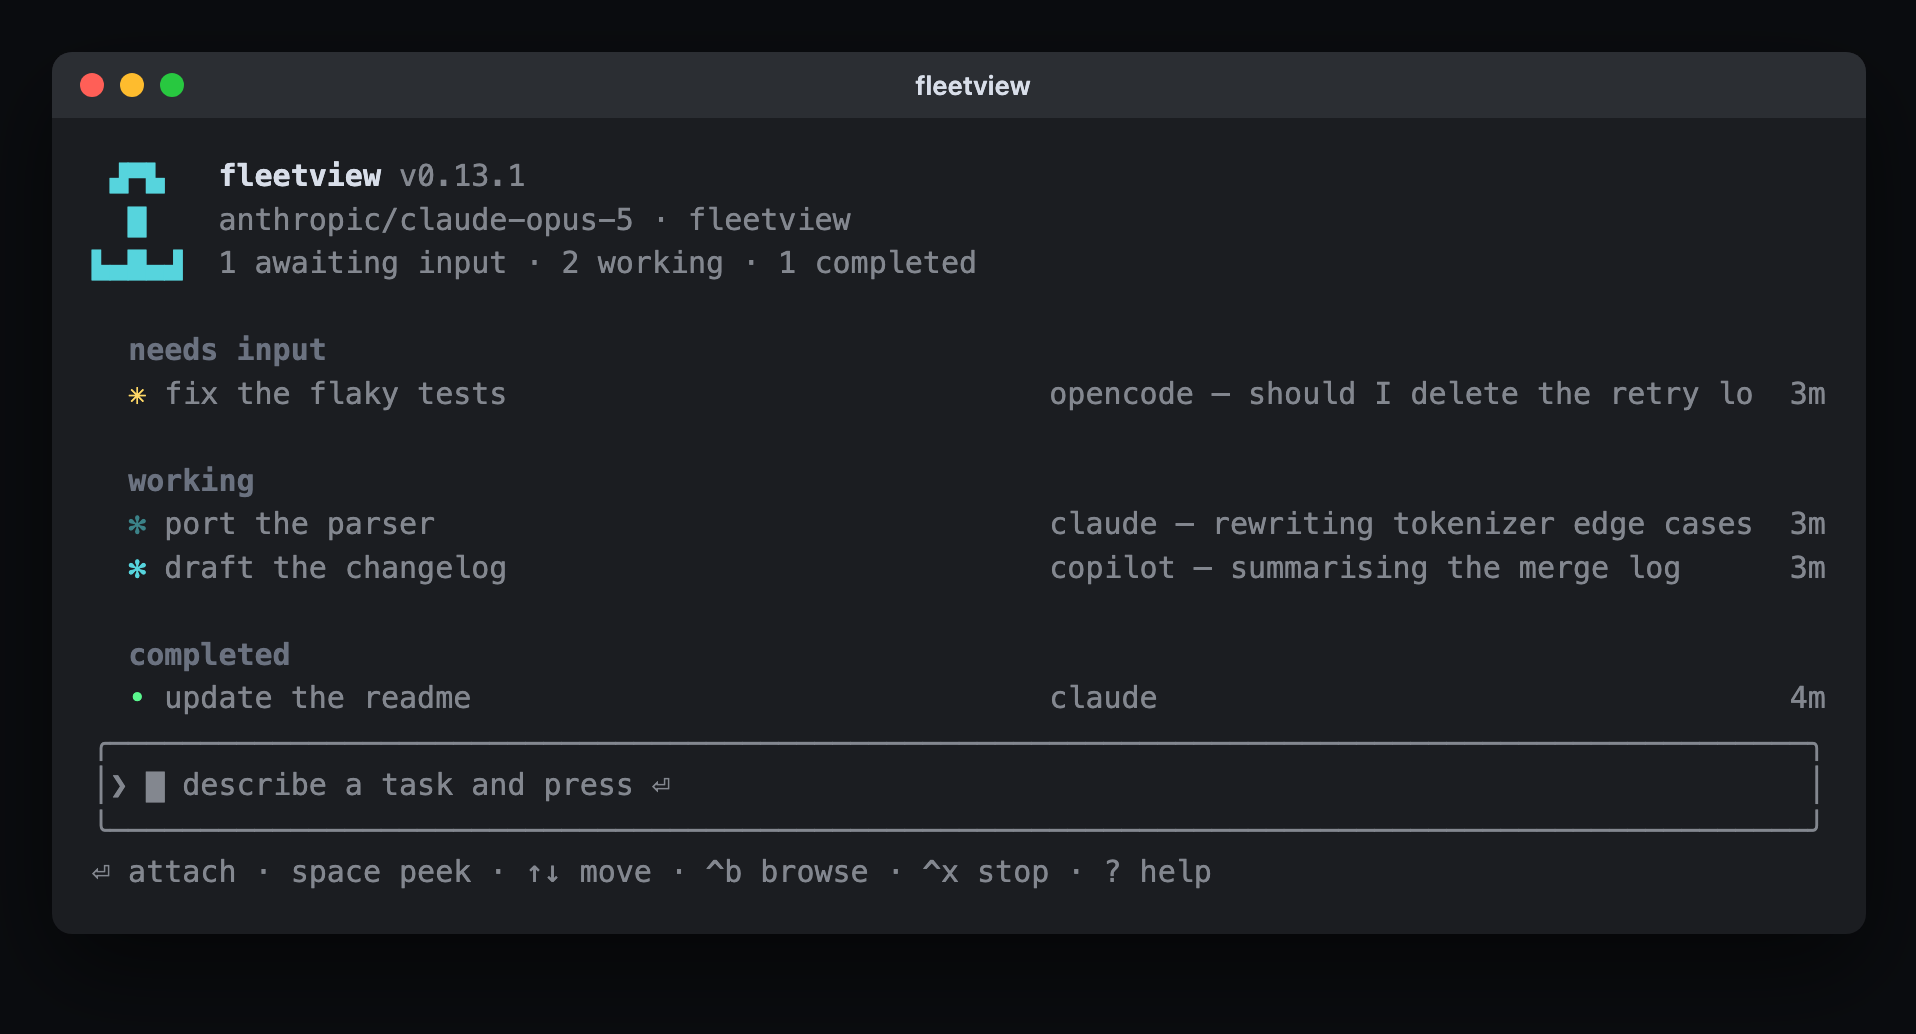 fleetview
fleetview v0.13.1
anthropic/claude-opus-5 · fleetview
1 awaiting input · 2 working · 1 completed
needs input
✳ fix the flaky tests opencode — should I delete the retry lo 3m
working
✻ port the parser claude — rewriting tokenizer edge cases 3m
✻ draft the changelog copilot — summarising the merge log 3m
completed
• update the readme claude 4m
❯ describe a task and press ⏎
⏎ attach · space peek · ↑↓ move · ^b browse · ^x stop · ? help